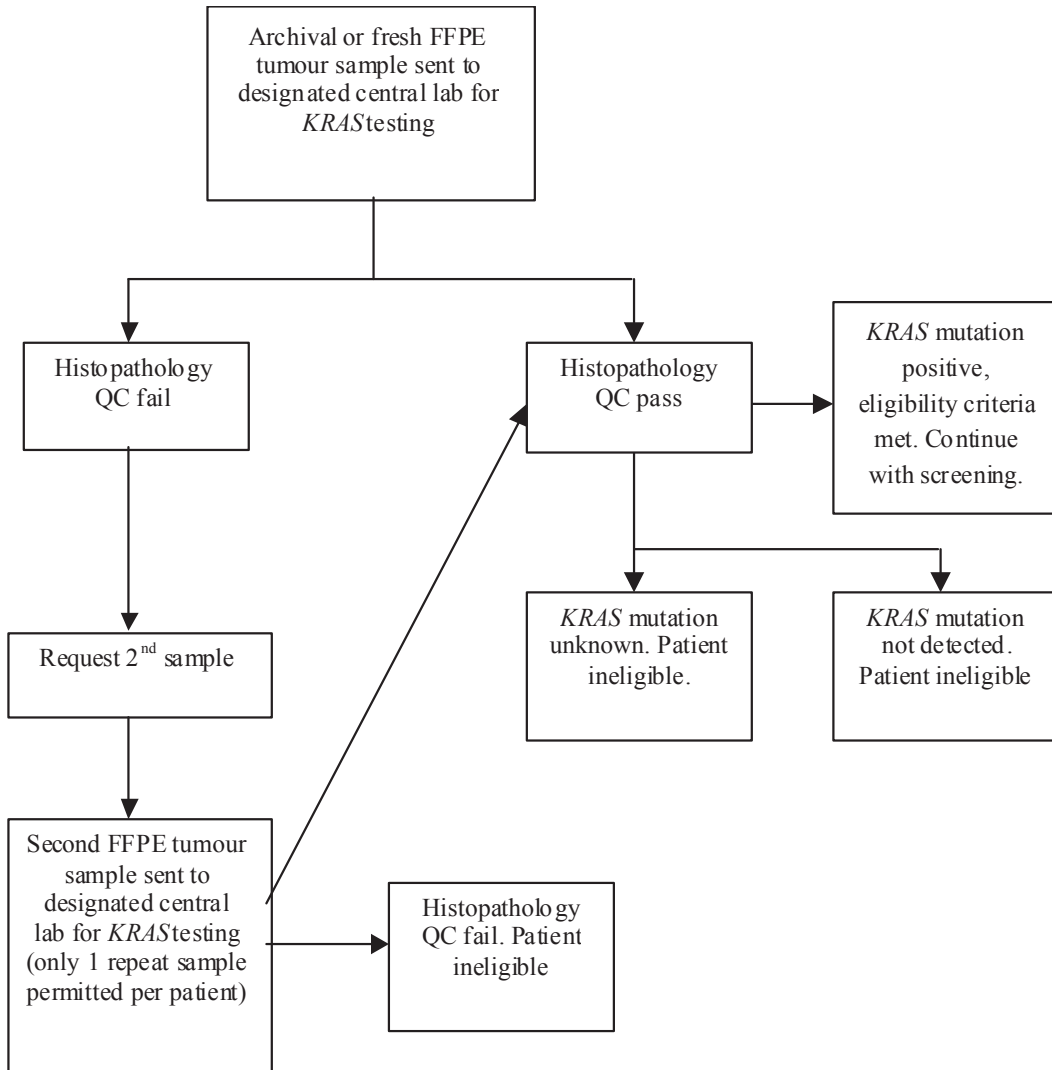 Archival or fresh FFPE
tumour sample sent to
designated central lab for
KRAS testing
Histopathology
QC fail
Histopathology
QC pass
KRAS mutation
positive,
eligibility criteria
met. Continue
with screening.
Request 2nd sample
KRAS mutation
unknown. Patient
ineligible.
KRAS mutation
not detected.
Patient ineligible
Second FFPE tumour
sample sent to
designated central
lab for KRAS testing
(only 1 repeat sample
permitted per patient)
Histopathology
QC fail. Patient
ineligible